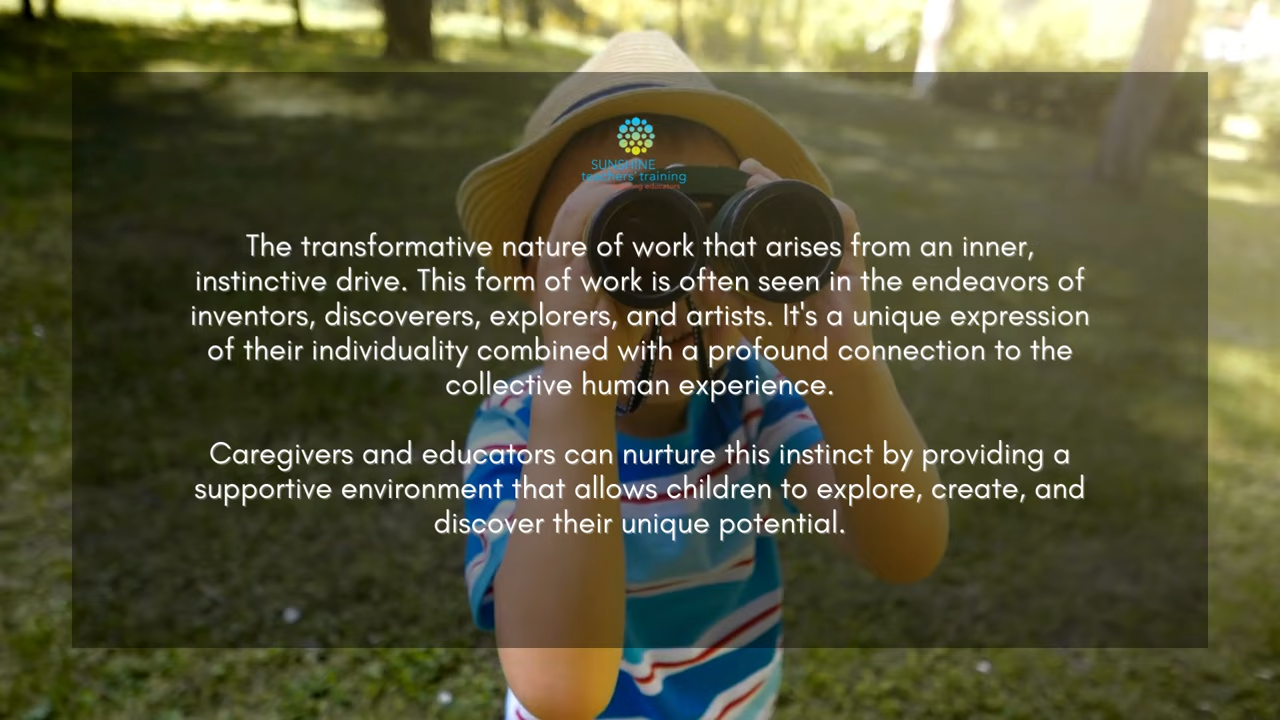 SUNSHINE
teachers' training
The transformative nature of work that arises from an inner,
instinctive drive. This form of work is often seen in the endeavors of
inventors, discoverers, explorers, and artists. It's a unique expression
of their individuality combined with a profound connection to the
collective human experience.
Caregivers and educators can nurture this instinct by providing a
supportive environment that allows children to explore, create, and
discover their unique potential.